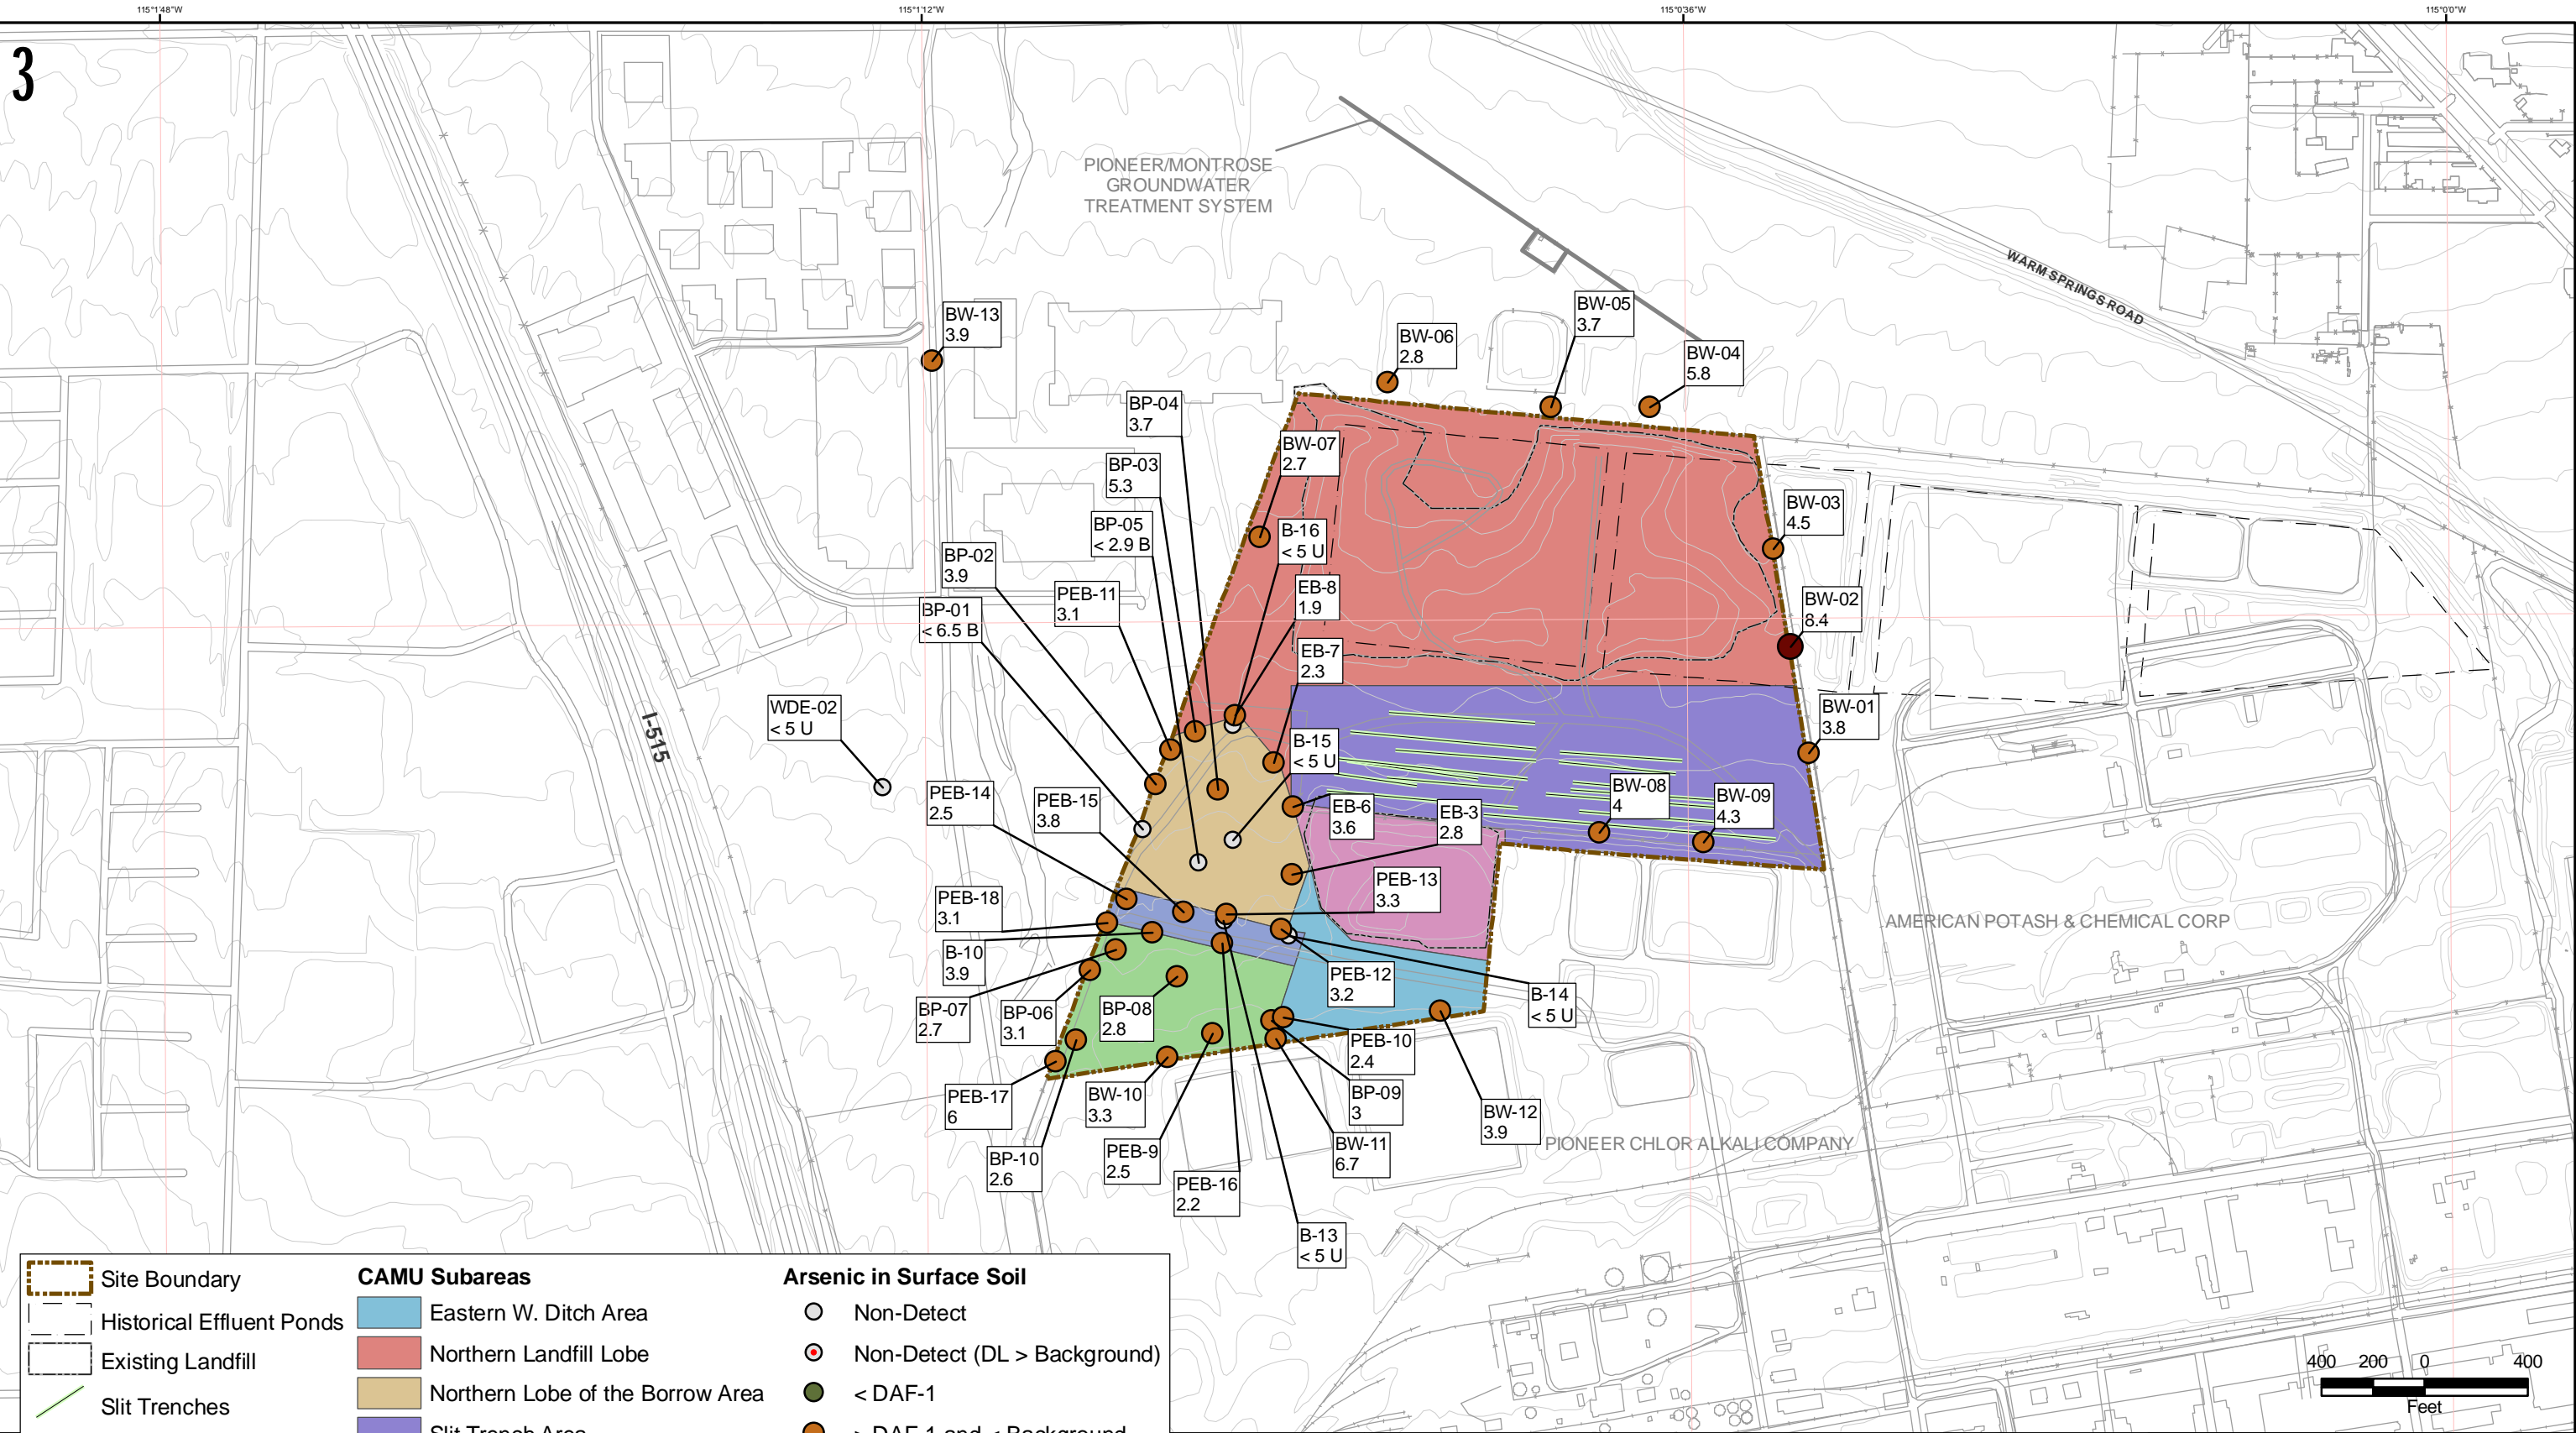 115°1'48"W
115°1'12"W
115°0'36"W
115°0'0"W
3
PIONEER/MONTROSE
GROUNDWATER
TREATMENT SYSTEM
WARM SPRINGS ROAD
BW-13
3.9
BW-05
3.7
BW-06
2.8
BW-04
5.8
BP-04
3.7
BW-07
2.7
BP-03
5.3
BW-03
4.5
BP-05
< 2.9 B
B-16
< 5 U
BP-02
3.9
PEB-11
3.1
EB-8
1.9
BW-02
8.4
BP-01
< 6.5 B
EB-7
2.3
WDE-02
< 5 U
I-515
BW-01
3.8
B-15
< 5 U
PEB-14
2.5
PEB-15
3.8
EB-6
3.6
EB-3
2.8
BW-08
4
BW-09
4.3
PEB-13
3.3
PEB-18
3.1
AMERICAN POTASH & CHEMICAL CORP
B-10
3.9
PEB-12
3.2
B-14
< 5 U
BP-07
2.7
BP-06
3.1
BP-08
2.8
PEB-10
2.4
PEB-17
6
BW-10
3.3
BP-09
3
BW-12
3.9
PIONEER CHLOR ALKALI COMPANY
BP-10
2.6
PEB-9
2.5
BW-11
6.7
PEB-16
2.2
B-13
< 5 U
Site Boundary
Historical Effluent Ponds
Existing Landfill
Slit Trenches
CAMU Subareas
Eastern W. Ditch Area
Northern Landfill Lobe
Northern Lobe of the Borrow Area
Slit Trench Area
Arsenic in Surface Soil
Non-Detect
Non-Detect (DL > Background)
< DAF-1
> DAF-1 and < Background
400 200 0 400
Feet